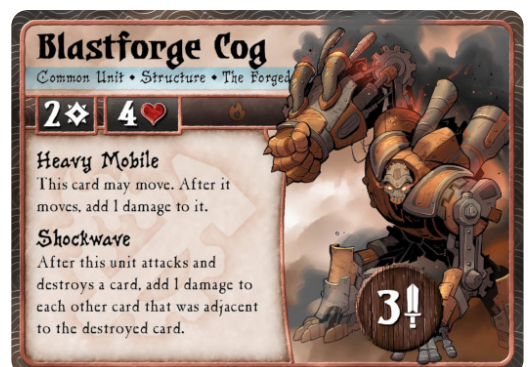 Blastforge Cog
Common Unit • Structure • The Forged
2 4
Heavy Mobile
This card may move. After it
moves, add 1 damage to it.
Shockwave
After this unit attacks and
destroys a card, add 1 damage to
each other card that was adjacent
to the destroyed card.
3